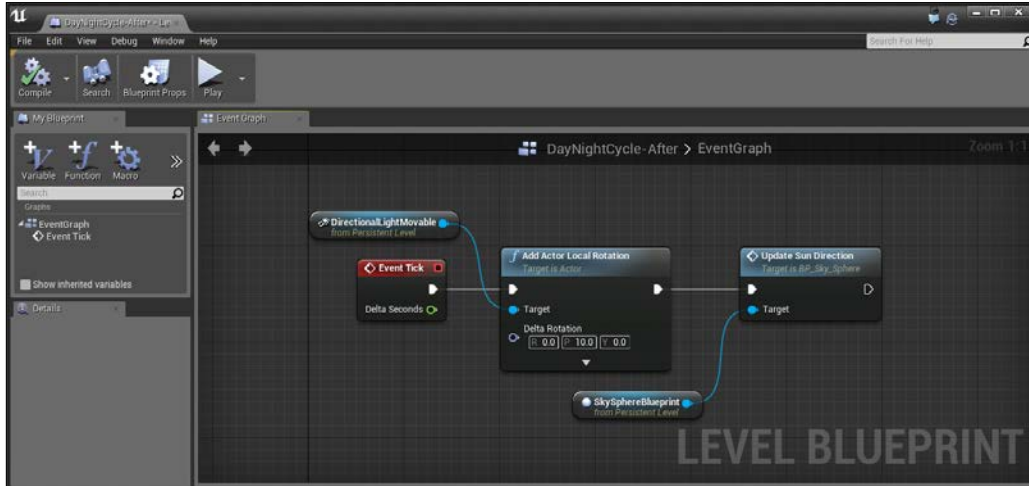 DayNightCycle-After - Le
File Edit View Debug Window Help
Search For Help
Compile
Search
Blueprint Props
Play
My Blueprint
Event Graph
Variable
Function
Macro
Search
Graphs
EventGraph
Event Tick
Show inherited variables
Details
DayNightCycle-After > EventGraph
Zoom 1:1
DirectionalLightMovable
from Persistent Level
Event Tick
Delta Seconds
f Add Actor Local Rotation
Target is Actor
Target
Delta Rotation
R 0.0 P 10.0 Y 0.0
Update Sun Direction
Target is BP_Sky_Sphere
Target
SkySphereBlueprint
from Persistent Level
LEVEL BLUEPRINT